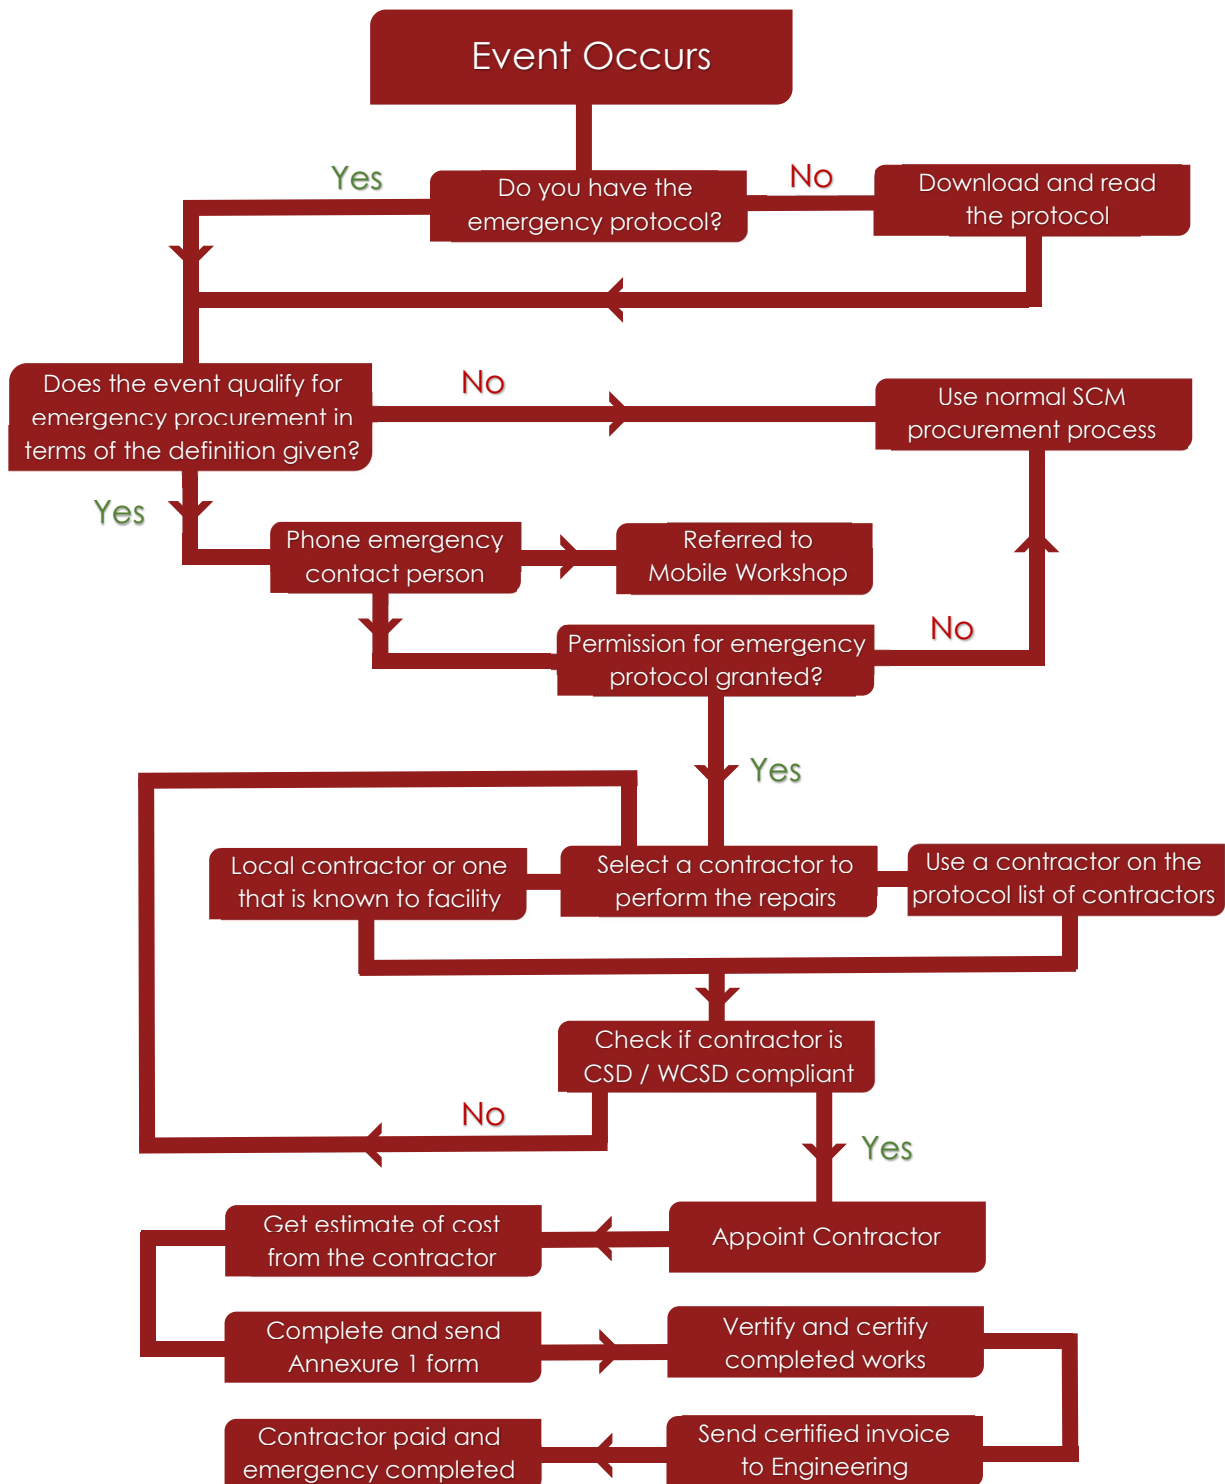 Event Occurs
Yes
Do you have the
emergency protocol?
No
Download and read
the protocol
Does the event qualify for
emergency procurement in
terms of the definition given?
No
Use normal SCM
procurement process
Yes
Phone emergency
contact person
Referred to
Mobile Workshop
Permission for emergency
protocol granted?
No
Yes
Local contractor or one
that is known to facility
Select a contractor to
perform the repairs
Use a contractor on the
protocol list of contractors
Check if contractor is
CSD / WCSD compliant
No
Yes
Get estimate of cost
from the contractor
Appoint Contractor
Complete and send
Annexure 1 form
Vertify and certify
completed works
Contractor paid and
emergency completed
Send certified invoice
to Engineering